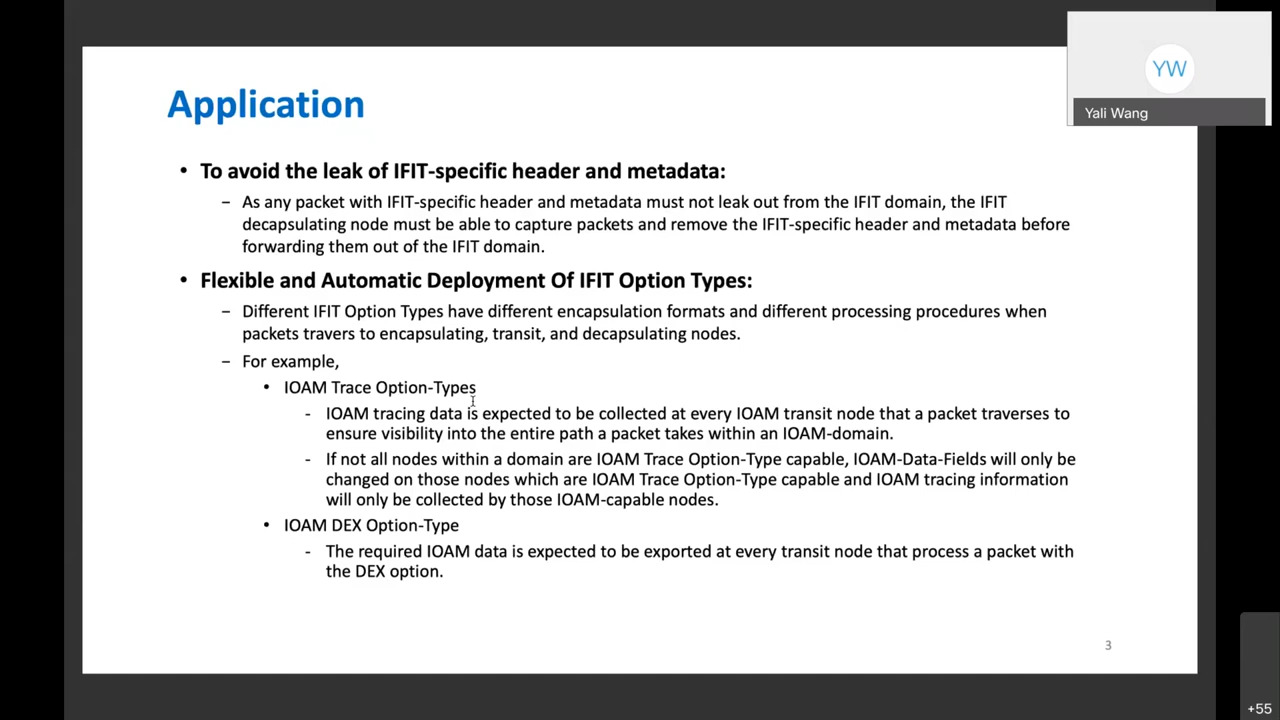 Application
YW
Yali Wang
• To avoid the leak of IFIT-specific header and metadata:
– As any packet with IFIT-specific header and metadata must not leak out from the IFIT domain, the IFIT
decapsulating node must be able to capture packets and remove the IFIT-specific header and metadata before
forwarding them out of the IFIT domain.
• Flexible and Automatic Deployment Of IFIT Option Types:
– Different IFIT Option Types have different encapsulation formats and different processing procedures when
packets travers to encapsulating, transit, and decapsulating nodes.
– For example,
• IOAM Trace Option-Types
- IOAM tracing data is expected to be collected at every IOAM transit node that a packet traverses to
ensure visibility into the entire path a packet takes within an IOAM-domain.
- If not all nodes within a domain are IOAM Trace Option-Type capable, IOAM-Data-Fields will only be
changed on those nodes which are IOAM Trace Option-Type capable and IOAM tracing information
will only be collected by those IOAM-capable nodes.
• IOAM DEX Option-Type
- The required IOAM data is expected to be exported at every transit node that process a packet with
the DEX option.
3
+55